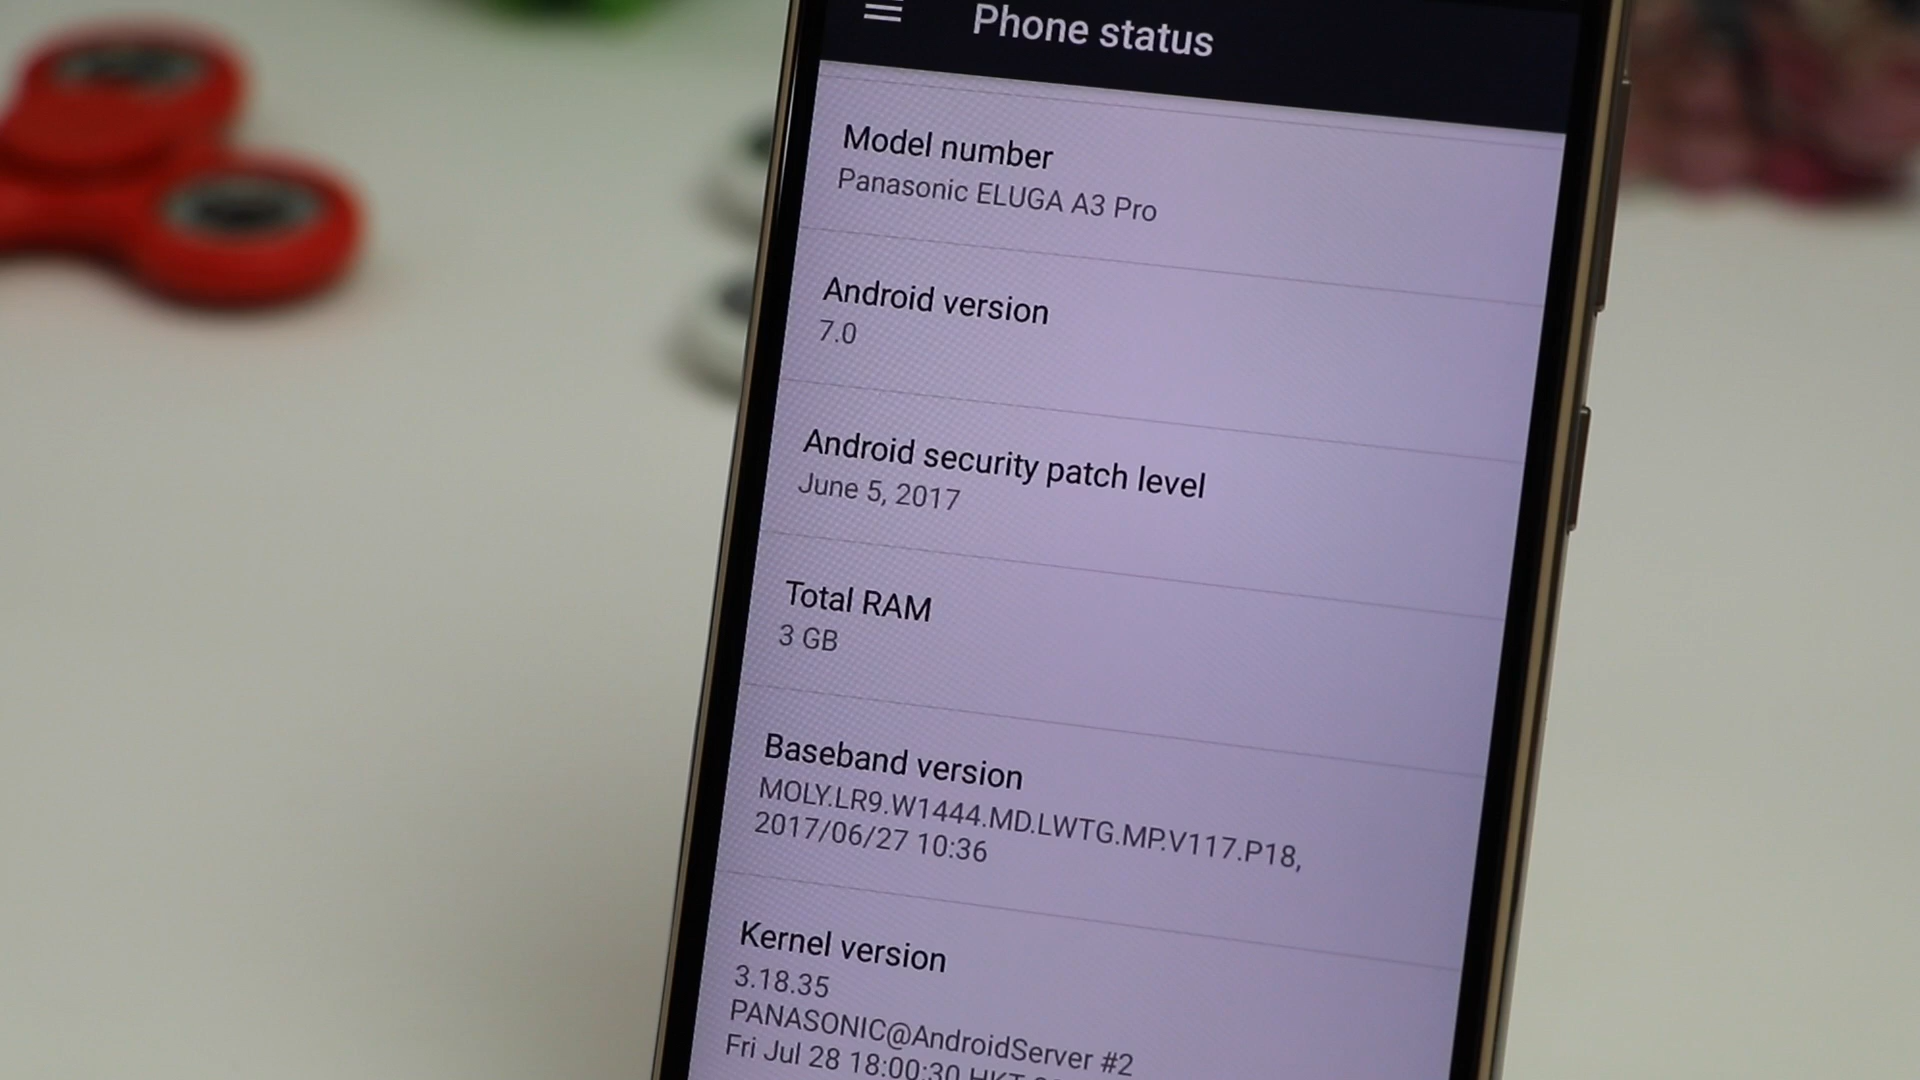 Phone status
Model number
Panasonic ELUGA A3 Pro
Android version
7.0
Android security patch level
June 5, 2017
Total RAM
3 GB
Baseband version
MOLY.LR9.W1444.MD.LWTG.MP.V117.P18,
2017/06/27 10:36
Kernel version
3.18.35
PANASONIC@AndroidServer #2
Fri Jul 28 18:00:30